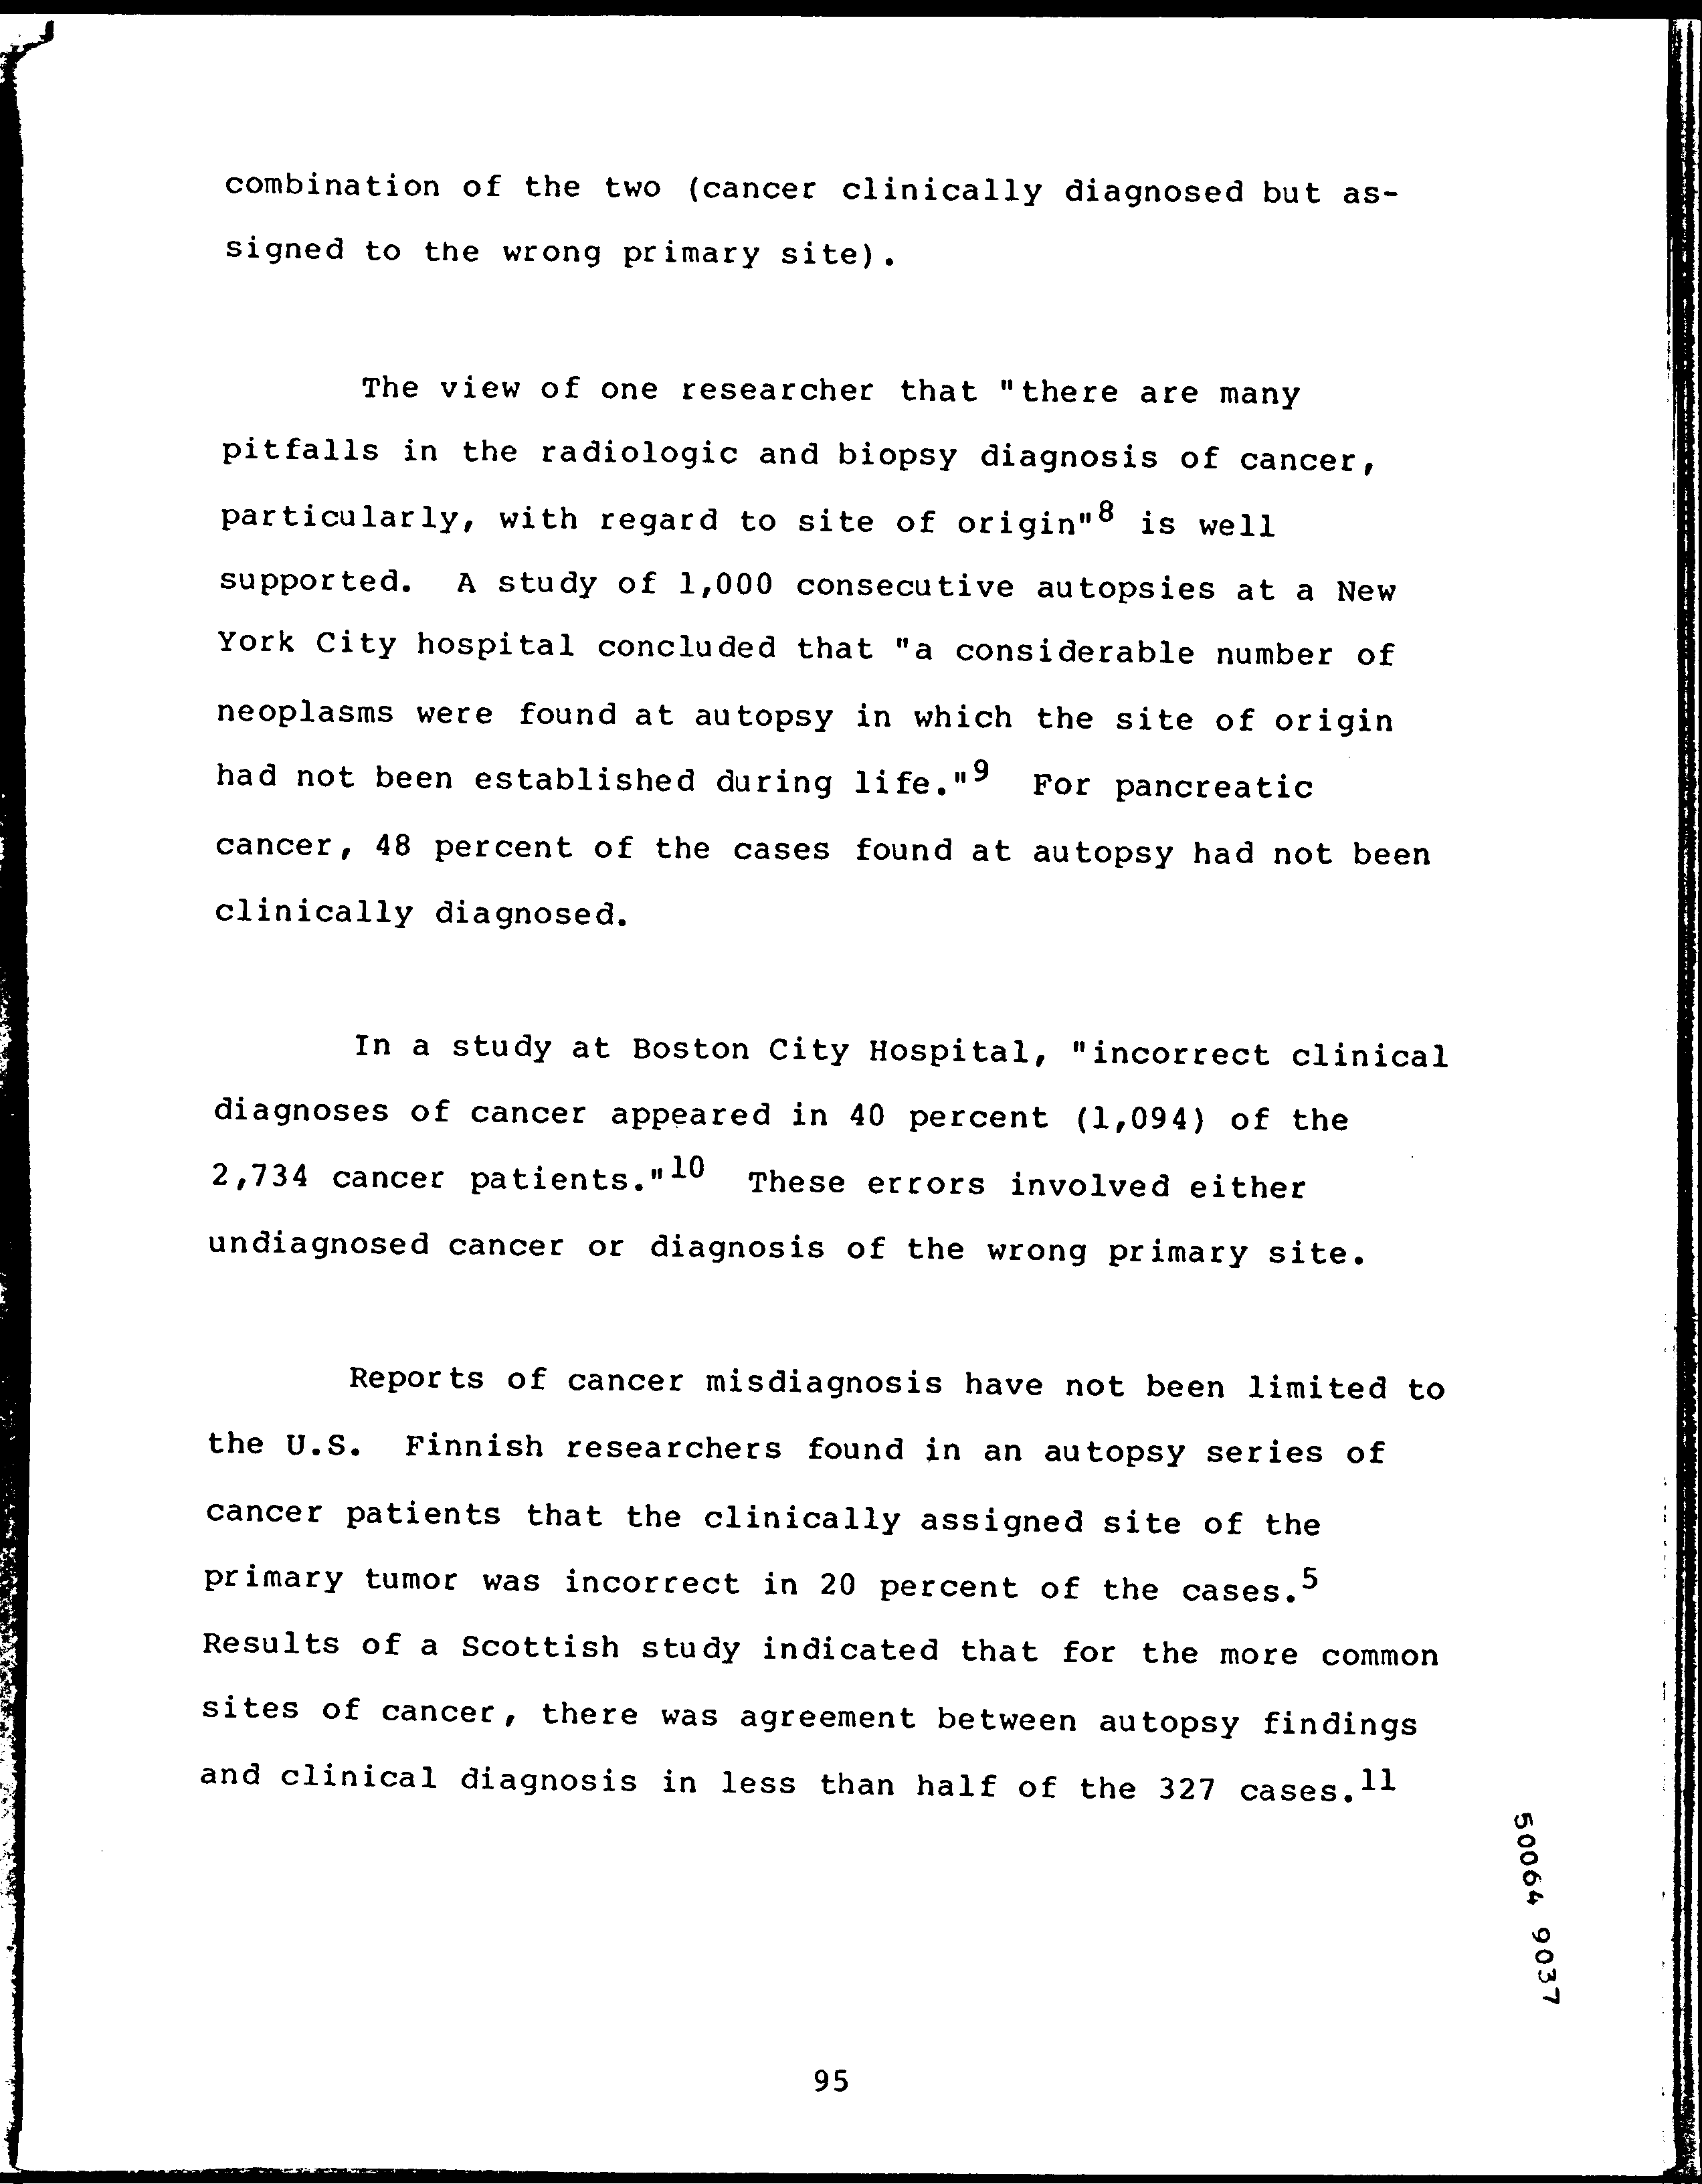 combination of the two (cancer clinically diagnosed but as-
signed to the wrong primary site).
The view of one researcher that "there are many
pitfalls in the radiologic and biopsy diagnosis of cancer,
particularly, with regard to site of origin"8 is well
supported. A study of 1,000 consecutive autopsies at a New
York City hospital concluded that "a considerable number of
neoplasms were found at autopsy in which the site of origin
had not been established during life."9 For pancreatic
cancer, 48 percent of the cases found at autopsy had not been
clinically diagnosed.
In a study at Boston City Hospital, "incorrect clinical
diagnoses of cancer appeared in 40 percent (1,094) of the
2,734 cancer patients."10 These errors involved either
undiagnosed cancer or diagnosis of the wrong primary site.
Reports of cancer misdiagnosis have not been limited to
the U.S. Finnish researchers found in an autopsy series of
cancer patients that the clinically assigned site of the
primary tumor was incorrect in 20 percent of the cases.5
Results of a Scottish study indicated that for the more common
sites of cancer, there was agreement between autopsy findings
and clinical diagnosis in less than half of the 327 cases.11
50064 9037
95